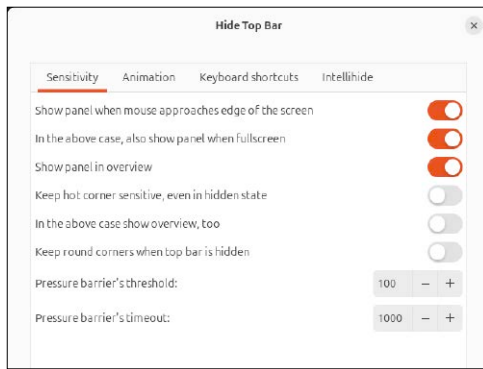 Hide Top Bar
Sensitivity Animation Keyboard shortcuts Intellihide
Show panel when mouse approaches edge of the screen
In the above case, also show panel when fullscreen
Show panel in overview
Keep hot corner sensitive, even in hidden state
In the above case show overview, too
Keep round corners when top bar is hidden
Pressure barrier's threshold: 100 − +
Pressure barrier's timeout: 1000 − +